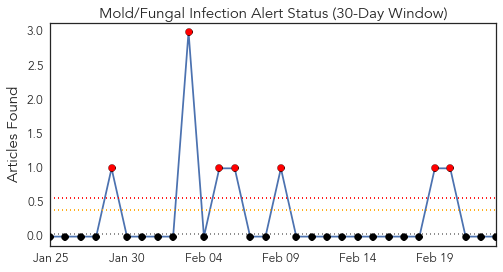 Mold/Fungal Infection Alert Status (30-Day Window)
Articles Found
3.0
2.5
2.0
1.5
1.0
0.5
0.0
Jan 25 Jan 30 Feb 04 Feb 09 Feb 14 Feb 19